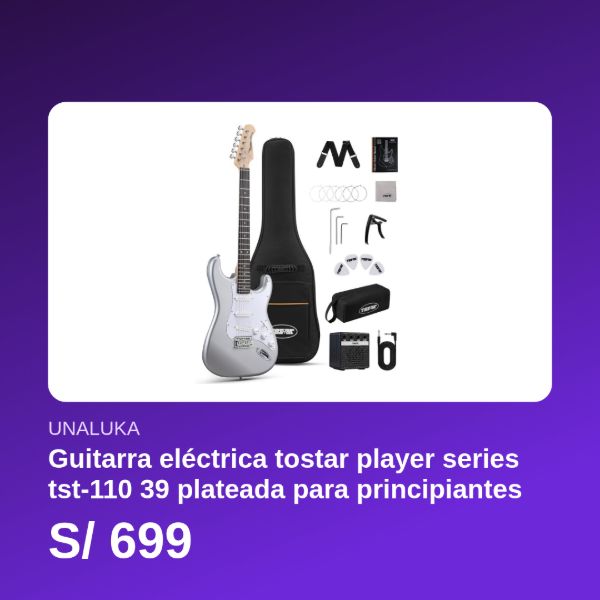 UNALUKA
Guitarra eléctrica tostar player series
tst-110 39 plateada para principiantes
S/ 699